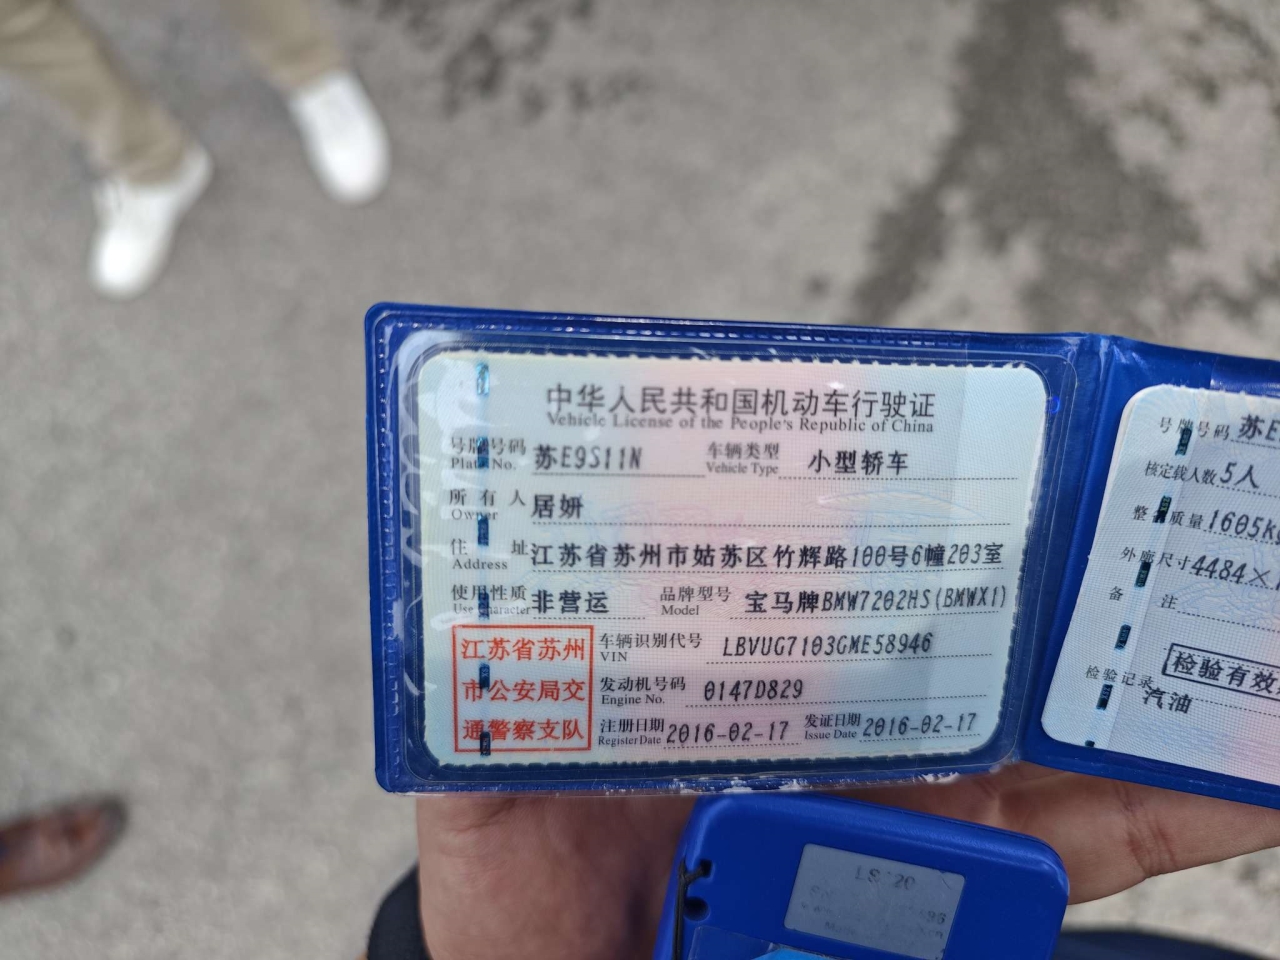 中华人民共和国机动车行驶证
Vehicle License of the People's Republic of China
号牌号码 苏E9S11N 车辆类型 小型轿车
Plate No. Vehicle Type
所有人 居妍
Owner
住址 江苏省苏州市姑苏区竹辉路100号6幢203室
Address
使用性质 非营运 品牌型号 宝马牌BMW7202HS(BMWX1)
Use Character Model
江苏省苏州
市公安局交
通警察支队
车辆识别代号 LBVUG7103GME58946
VIN
发动机号码 0147D829
Engine No.
注册日期 2016-02-17 发证日期 2016-02-17
Register Date Issue Date
号牌号码 苏E
核定载人数 5人
整备质量 1605K
外廓尺寸 4484×
备注
检验有效
检验记录
汽油